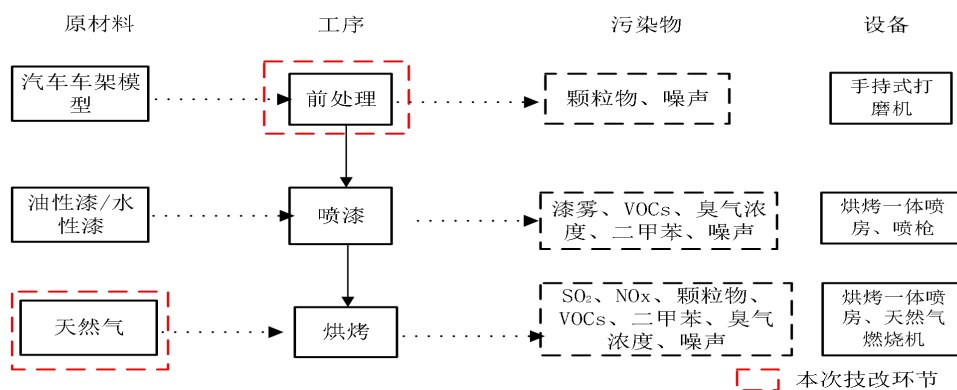 原材料 工序 污染物 设备
汽车车架模
型
前处理
颗粒物、噪声
手持式打
磨机
油性漆/水
性漆
喷漆
漆雾、VOCs、臭气浓
度、二甲苯、噪声
烘烤一体喷
房、喷枪
天然气
烘烤
SO₂、NOx、颗粒物、
VOCs、二甲苯、臭气
浓度、噪声
烘烤一体喷
房、天然气
燃烧机
本次技改环节